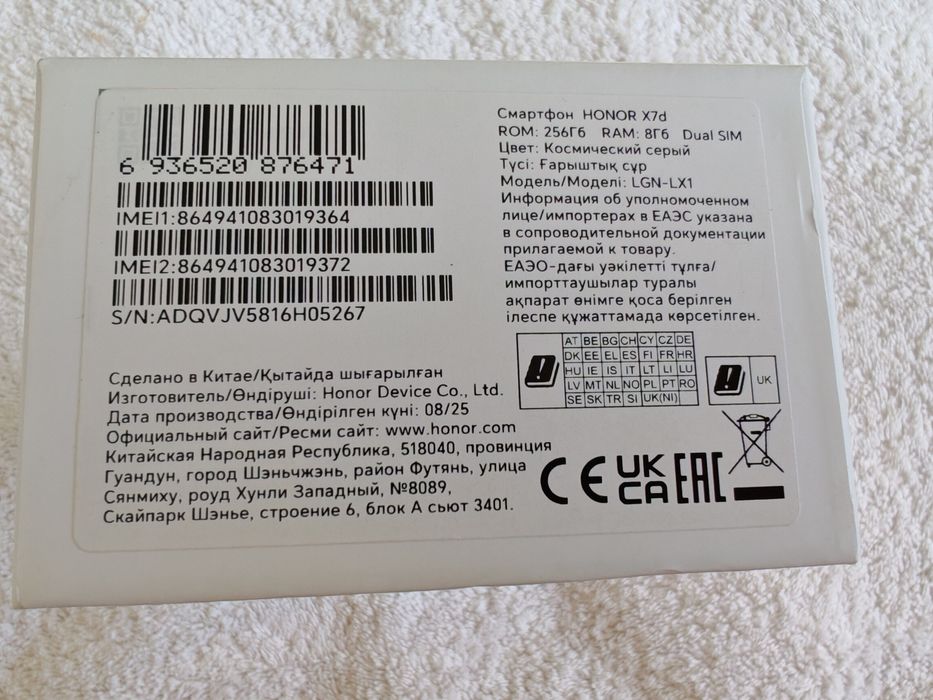 6 936520 876471
IMEI1:864941083019364
IMEI2:864941083019372
S/N:ADQVJV5816H05267
Смартфон HONOR X7d
ROM: 256Гб RAM: 8Гб Dual SIM
Цвет: Космический серый
Түсі: Ғарыштық сұр
Модель/Моделі: LGN-LX1
Информация об уполномоченном
лице/импортерах в ЕАЭС указана
в сопроводительной документации
прилагаемой к товару.
ЕАЭО-дағы уәкілетті тұлға/
импорттаушылар туралы
ақпарат өнімге қоса берілген
ілеспе құжаттамада көрсетілген.
AT BE BG CH CY CZ DE
DK EE EL ES FI FR HR
HU IE IS IT LT LI LU
LV MT NL NO PL PT RO
SE SK TR SI UK(NI)
UK
Сделано в Китае/Қытайда шығарылған
Изготовитель/Өндіруші: Honor Device Co., Ltd.
Дата производства/Өндірілген күні: 08/25
Официальный сайт/Ресми сайт: www.honor.com
Китайская Народная Республика, 518040, провинция
Гуандун, город Шэньчжэнь, район Футянь, улица
Сянмиху, роуд Хунли Западный, №8089,
Скайпарк Шэнье, строение 6, блок А сьют 3401.
CE UK CA EAC